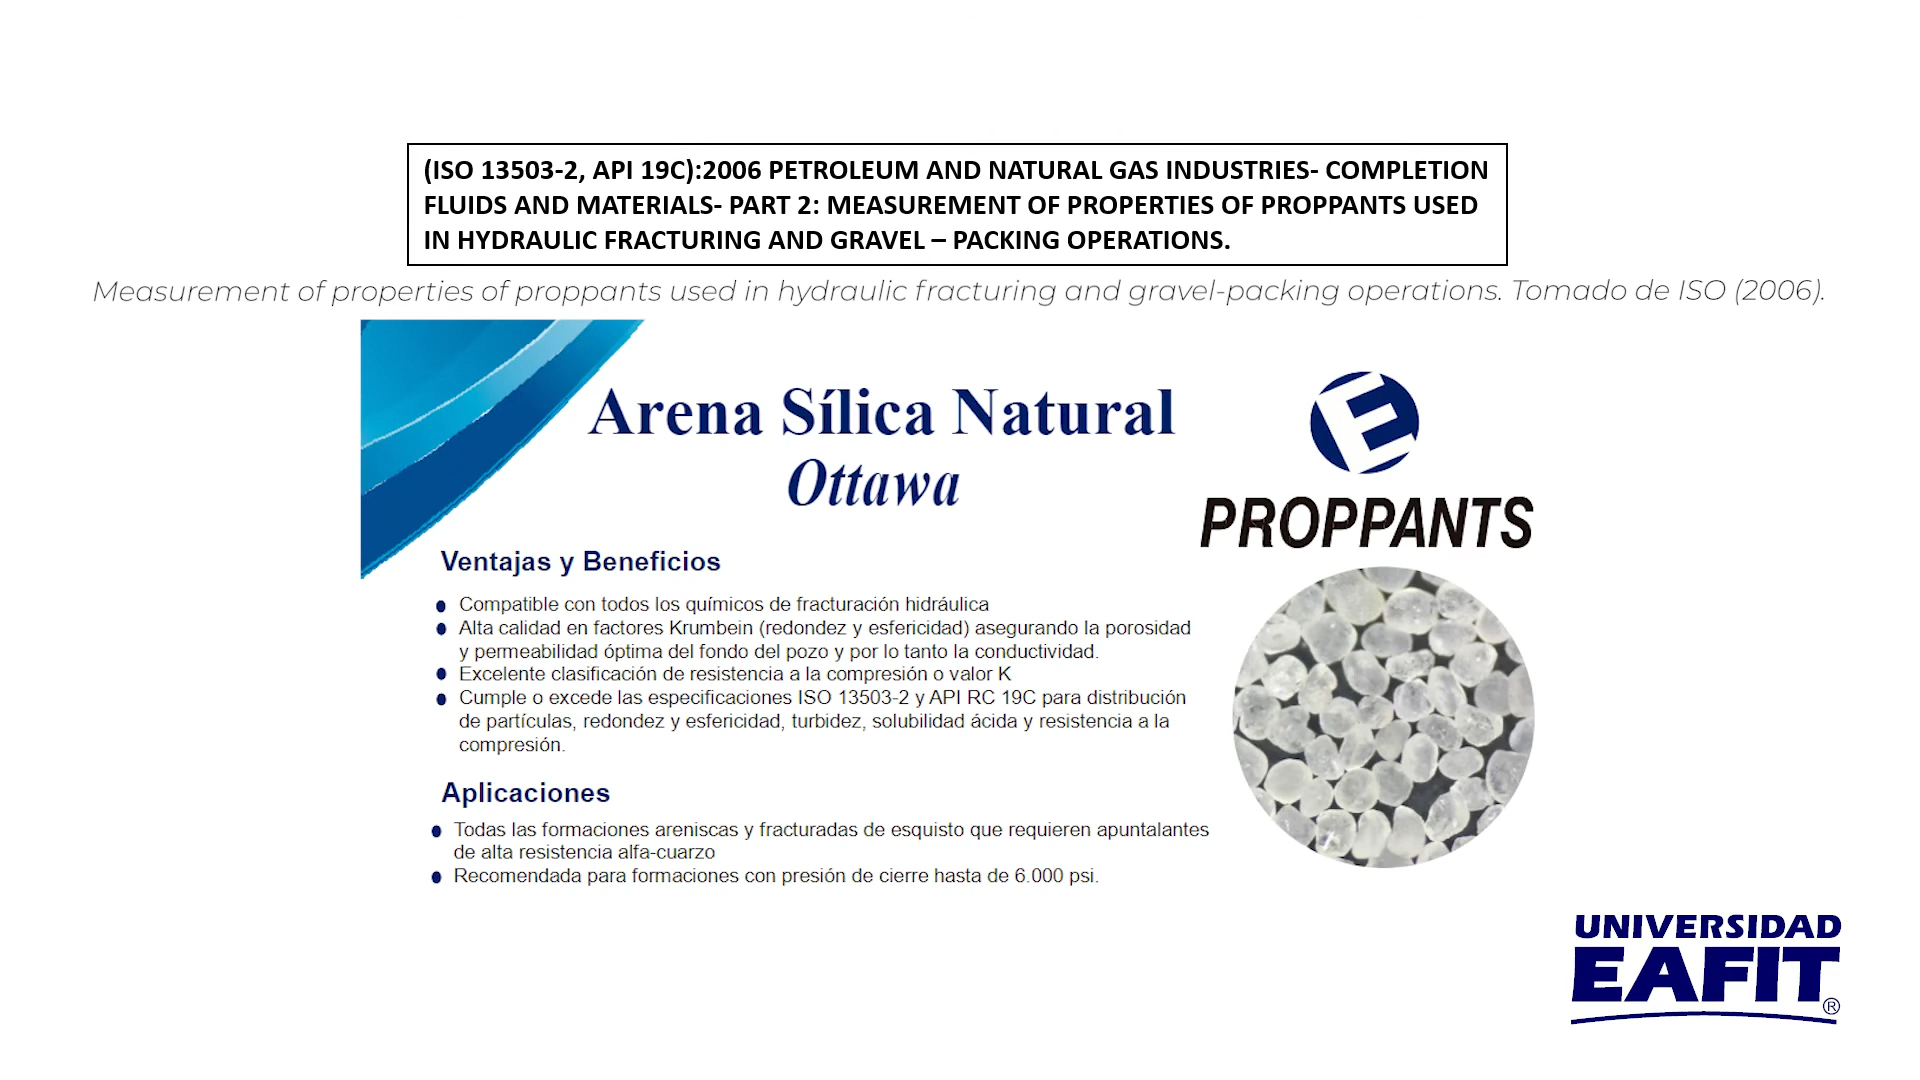 (ISO 13503-2, API 19C):2006 PETROLEUM AND NATURAL GAS INDUSTRIES- COMPLETION
FLUIDS AND MATERIALS- PART 2: MEASUREMENT OF PROPERTIES OF PROPPANTS USED
IN HYDRAULIC FRACTURING AND GRAVEL – PACKING OPERATIONS.
Measurement of properties of proppants used in hydraulic fracturing and gravel-packing operations. Tomado de ISO (2006).
Arena Sílica Natural
Ottawa
E
PROPPANTS
Ventajas y Beneficios
● Compatible con todos los químicos de fracturación hidráulica
● Alta calidad en factores Krumbein (redondez y esfericidad) asegurando la porosidad
y permeabilidad óptima del fondo del pozo y por lo tanto la conductividad.
● Excelente clasificación de resistencia a la compresión o valor K
● Cumple o excede las especificaciones ISO 13503-2 y API RC 19C para distribución
de partículas, redondez y esfericidad, turbidez, solubilidad ácida y resistencia a la
compresión.
Aplicaciones
● Todas las formaciones areniscas y fracturadas de esquisto que requieren apuntalantes
de alta resistencia alfa-cuarzo
● Recomendada para formaciones con presión de cierre hasta de 6.000 psi.
UNIVERSIDAD
EAFIT®